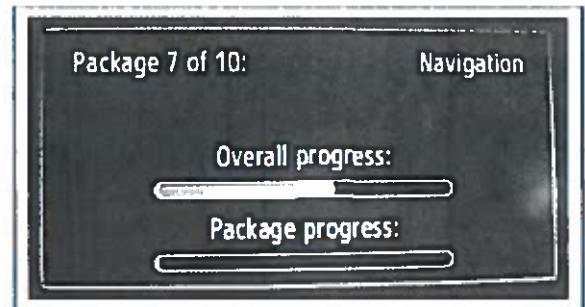 Package 7 of 10: Navigation
Overall progress:
Package progress: